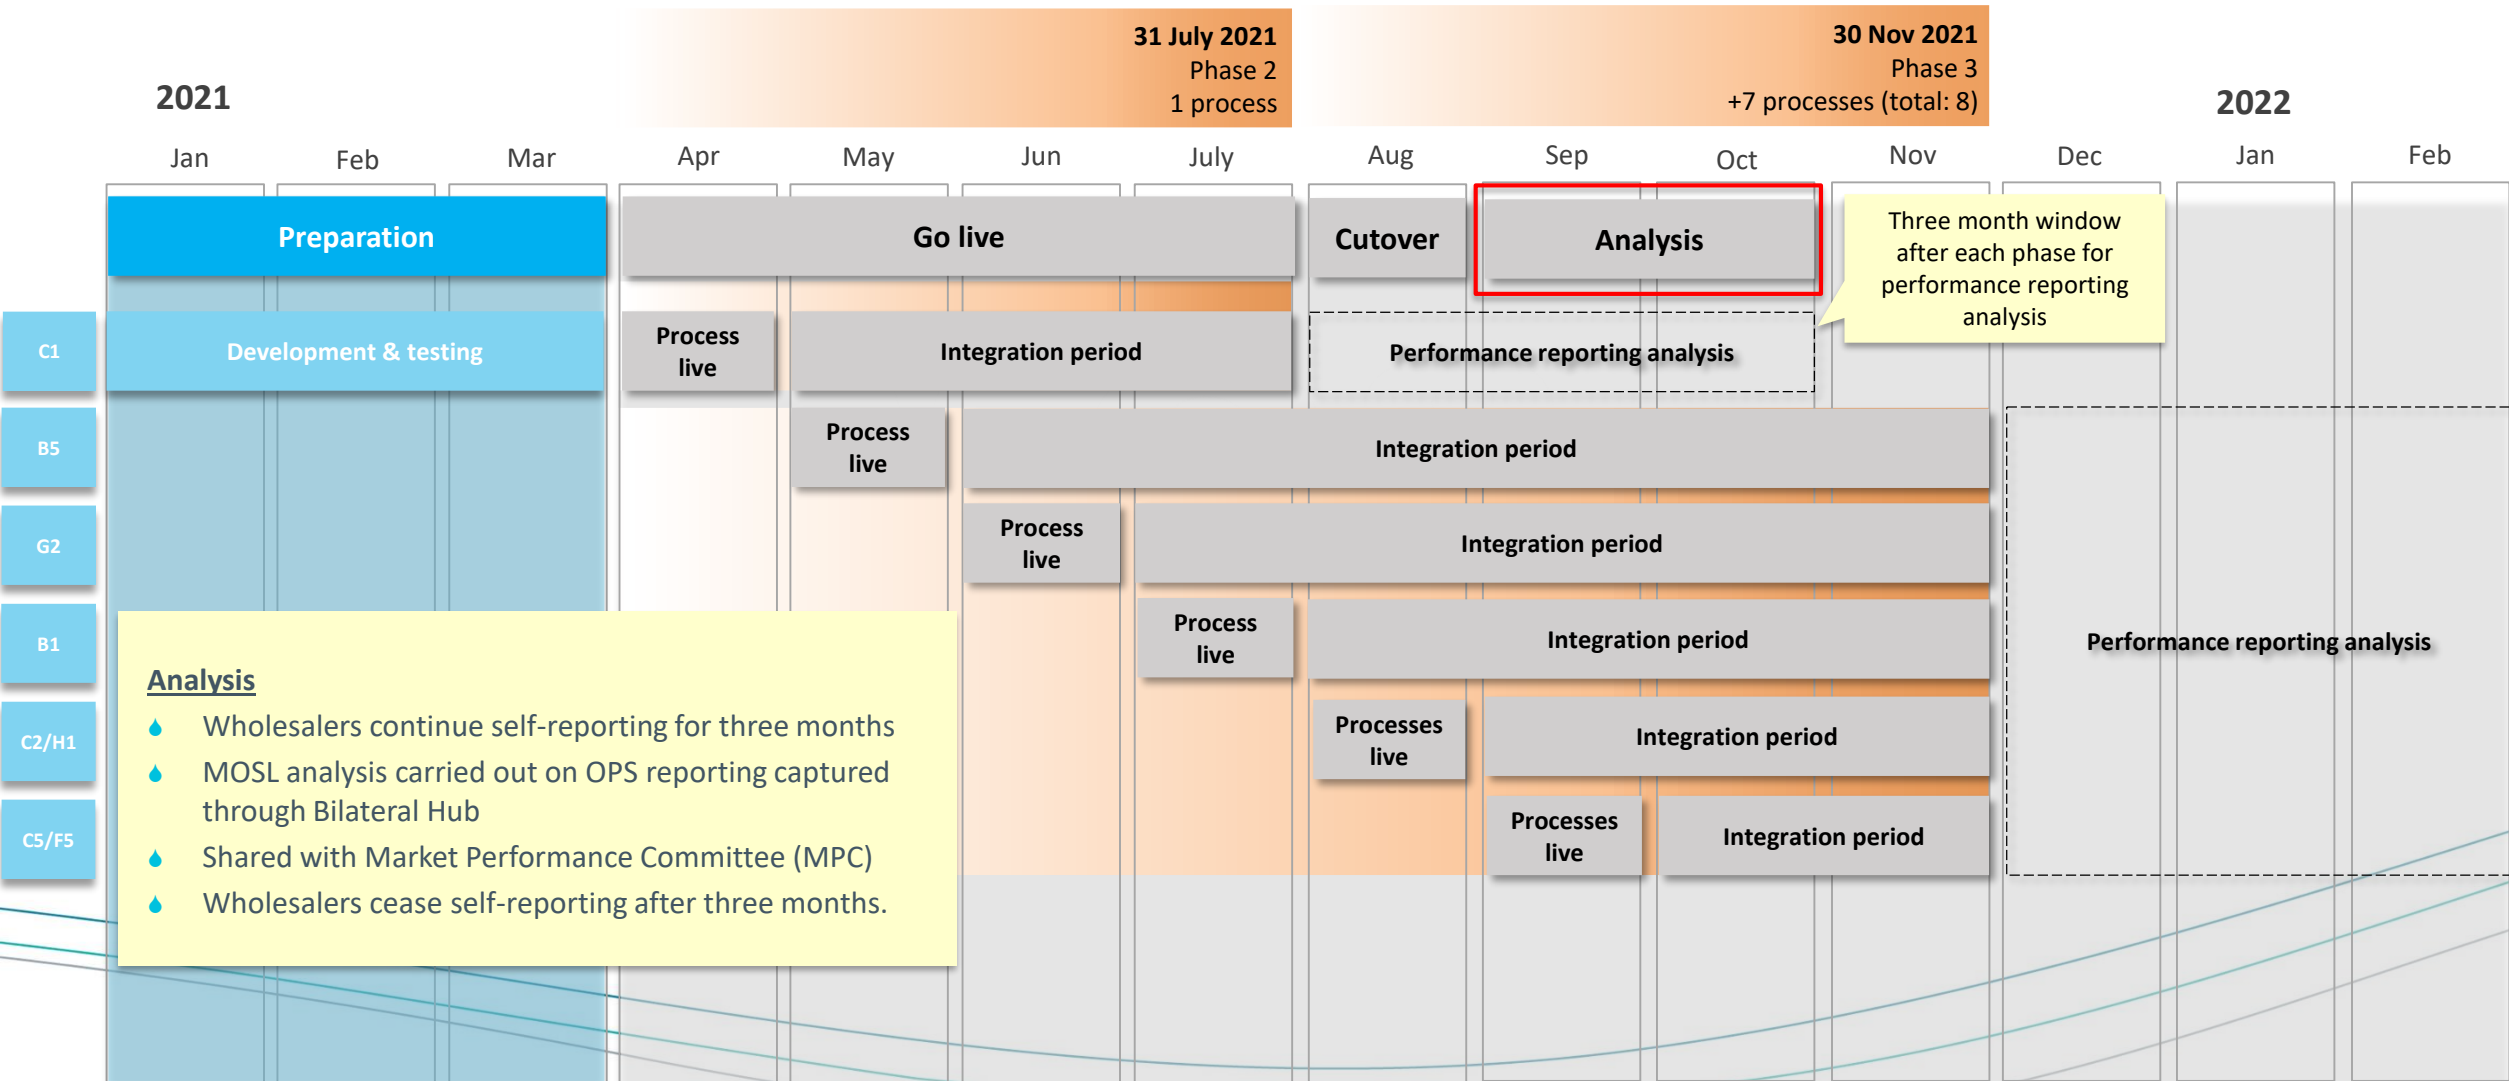 31 July 2021
Phase 2
1 process
30 Nov 2021
Phase 3
+7 processes (total: 8)
2021
2022
Jan
Feb
Mar
Apr
May
Jun
July
Aug
Sep
Oct
Nov
Dec
Jan
Feb
Preparation
Go live
Cutover
Analysis
Three month window
after each phase for
performance reporting
analysis
C1
Development & testing
Process
live
Integration period
Performance reporting analysis
B5
Process
live
Integration period
G2
Process
live
Integration period
B1
Process
live
Integration period
Performance reporting analysis
C2/H1
Processes
live
Integration period
C5/F5
Processes
live
Integration period
Analysis
Wholesalers continue self-reporting for three months
MOSL analysis carried out on OPS reporting captured
through Bilateral Hub
Shared with Market Performance Committee (MPC)
Wholesalers cease self-reporting after three months.